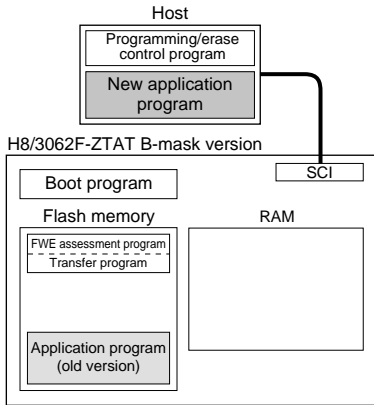 Host
Programming/erase
control program
New application
program
H8/3062F-ZTAT B-mask version
SCI
Boot program
Flash memory
RAM
FWE assessment program
Transfer program
Application program
(old version)